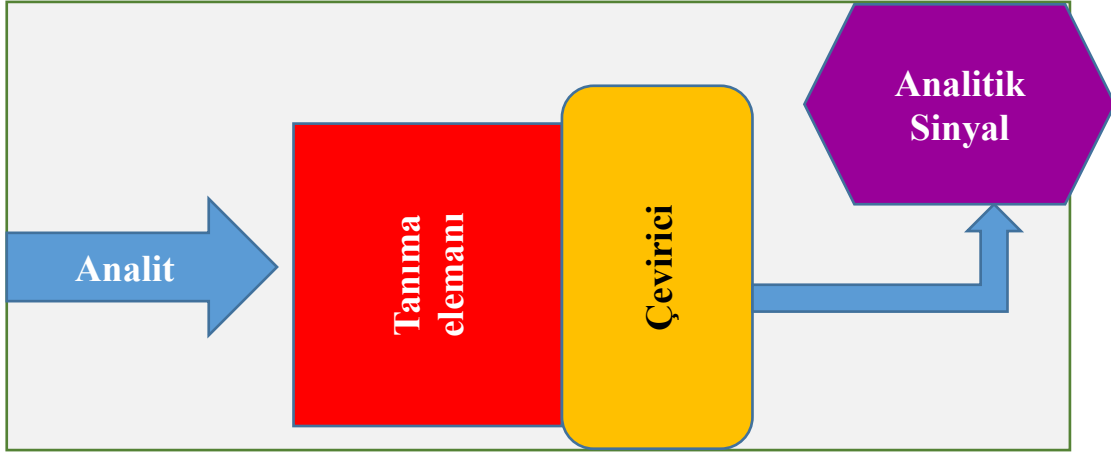 Analit
Tanıma
elemanı
Çevirici
Analitik
Sinyal